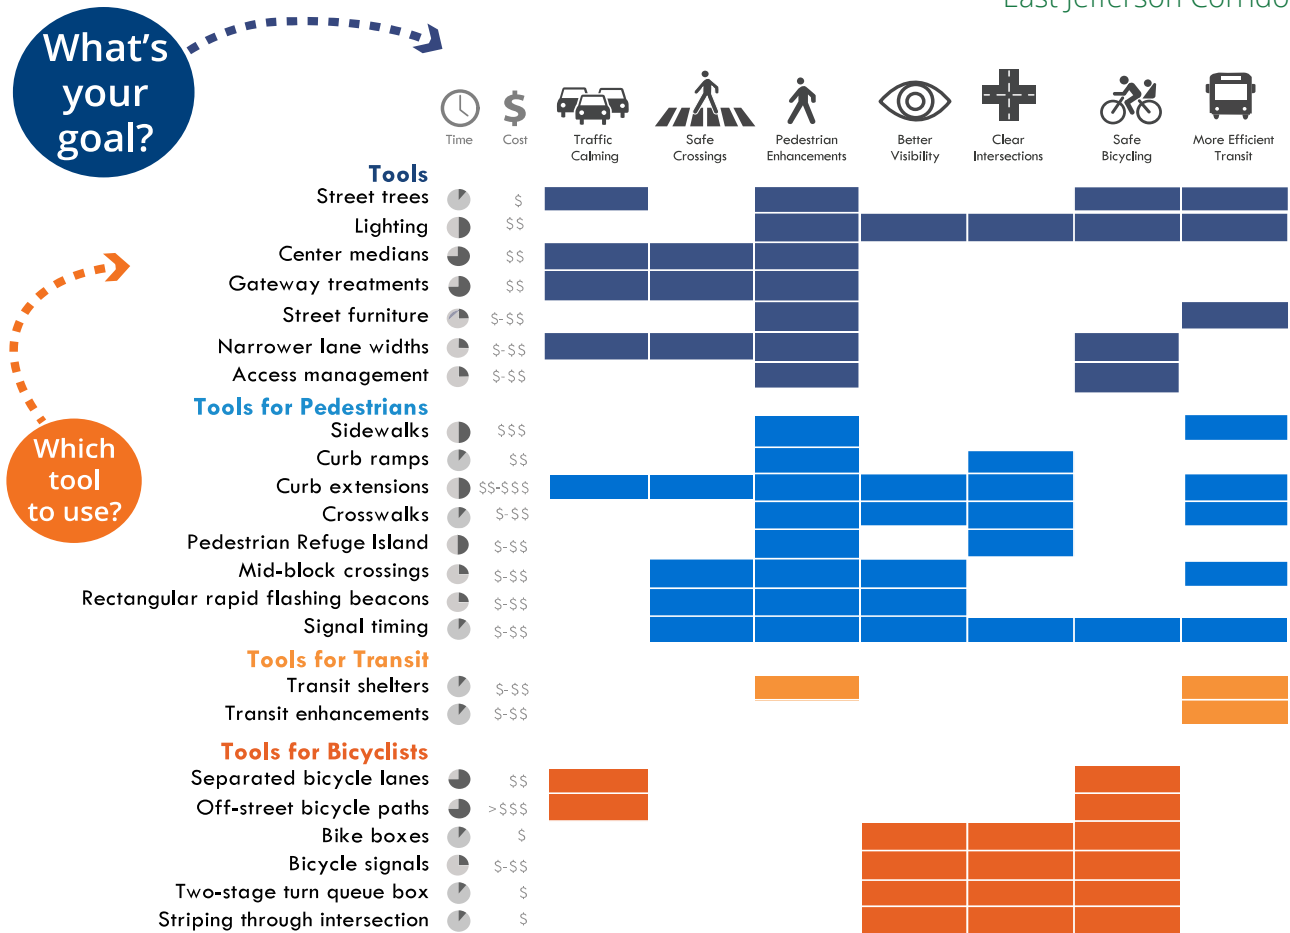 East Jefferson Corrido
What's
your
goal?
Time
$
Cost
Traffic
Calming
Safe
Crossings
Pedestrian
Enhancements
Better
Visibility
Clear
Intersections
Safe
Bicycling
More Efficient
Transit
Tools
Street trees $
Lighting $$
Center medians $$
Gateway treatments $$
Street furniture $-$$
Narrower lane widths $-$$
Access management $-$$
Which
tool
to use?
Tools for Pedestrians
Sidewalks $$$
Curb ramps $$
Curb extensions $$-$$$
Crosswalks $-$$
Pedestrian Refuge Island $-$$
Mid-block crossings $-$$
Rectangular rapid flashing beacons $-$$
Signal timing $-$$
Tools for Transit
Transit shelters $-$$
Transit enhancements $-$$
Tools for Bicyclists
Separated bicycle lanes $$
Off-street bicycle paths >$$$
Bike boxes $
Bicycle signals $-$$
Two-stage turn queue box $
Striping through intersection $